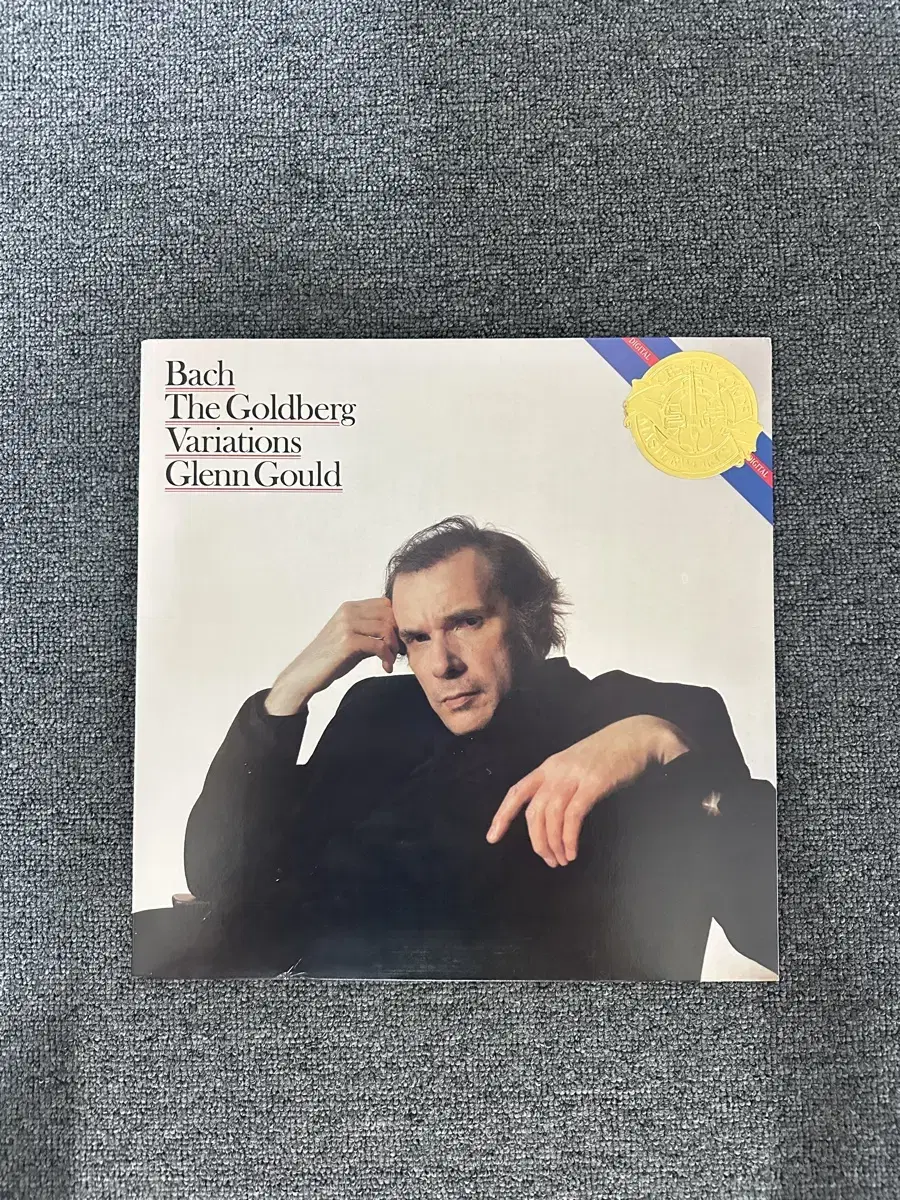 Bach
The Goldberg
Variations
Glenn Gould
DIGITAL
DIGITAL